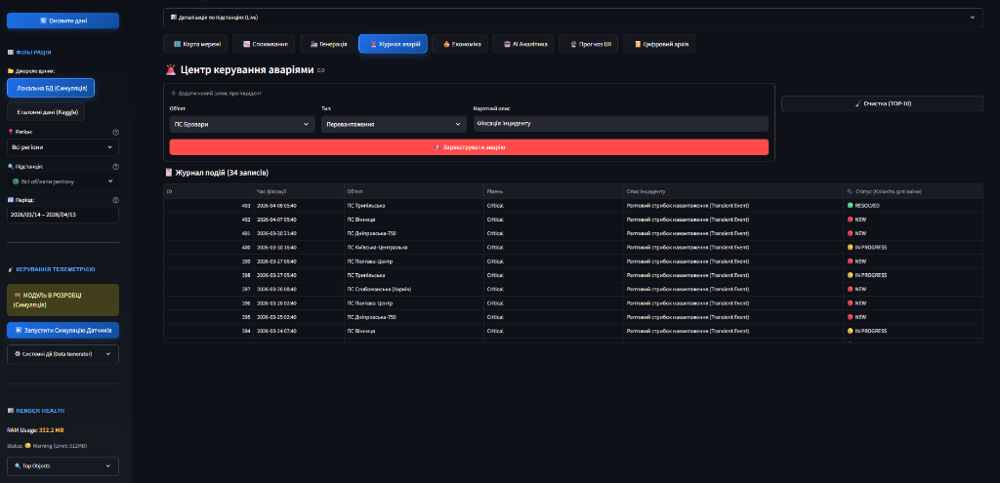 Оновити дані
ФІЛЬТРАЦІЯ
Джерело даних:
Локальна БД (Симуляція)
Еталонні дані (Kaggle)
Регіон:
Всі регіони
Підстанція:
Всі об'єкти регіону
Період:
2026/03/14 – 2026/04/13
КЕРУВАННЯ ТЕЛЕМЕТРІЄЮ
МОДУЛЬ В РОЗРОБЦІ
(Симуляція)
Запустити Симуляцію Датчиків
Системні Дії (Data Generator)
RENDER HEALTH
RAM Usage: 332.2 MB
Status: Warning (Limit: 512MB)
Top Objects
Деталізація по підстанціях (Live)
Карта мережі
Споживання
Генерація
Журнал аварій
Економіка
AI Аналітика
Прогноз ШІ
Цифровий архів
Центр керування аваріями
Додати новий запис про інцидент
Об'єкт Тип Короткий опис
ПС Бровари Перевантаження Фіксація інциденту
Зареєструвати аварію
Очистка (TOP-10)
Журнал подій (34 записів)
ID Час фіксації Об'єкт Рівень Опис інциденту Статус (Клікніть для зміни)
403 2026-04-08 05:40 ПС Трипільська Critical Раптовий стрибок навантаження (Transient Event) RESOLVED
402 2026-04-07 05:40 ПС Вінниця Critical Раптовий стрибок навантаження (Transient Event) NEW
401 2026-03-30 21:40 ПС Дніпровська-750 Critical Раптовий стрибок навантаження (Transient Event) NEW
400 2026-03-30 16:40 ПС Київська-Центральна Critical Раптовий стрибок навантаження (Transient Event) IN PROGRESS
399 2026-03-27 06:40 ПС Полтава-Центр Critical Раптовий стрибок навантаження (Transient Event) NEW
398 2026-03-27 05:40 ПС Трипільська Critical Раптовий стрибок навантаження (Transient Event) IN PROGRESS
397 2026-03-26 08:40 ПС Слобожанська (Харків) Critical Раптовий стрибок навантаження (Transient Event) NEW
396 2026-03-26 02:40 ПС Полтава-Центр Critical Раптовий стрибок навантаження (Transient Event) NEW
395 2026-03-25 02:40 ПС Дніпровська-750 Critical Раптовий стрибок навантаження (Transient Event) NEW
394 2026-03-24 07:40 ПС Вінниця Critical Раптовий стрибок навантаження (Transient Event) IN PROGRESS